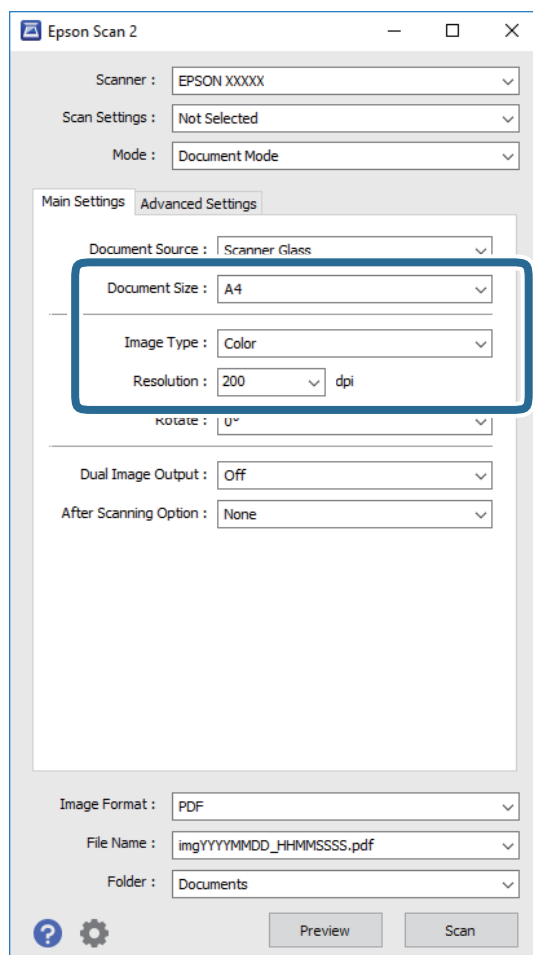 Epson Scan 2
Scanner : EPSON XXXXX
Scan Settings : Not Selected
Mode : Document Mode
Main Settings Advanced Settings
Document Source : Scanner Glass
Document Size : A4
Image Type : Color
Resolution : 200 dpi
Rotate : 0°
Dual Image Output : Off
After Scanning Option : None
Image Format : PDF
File Name : imgYYYYMMDD_HHMMSSSS.pdf
Folder : Documents
? Preview Scan